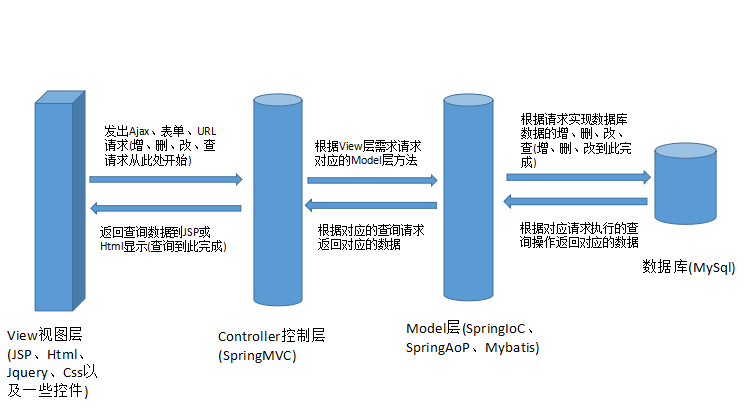 发出Ajax、表单、URL
请求(增、删、改、查
请求从此处开始)
返回查询数据到JSP或
Html显示(查询到此完成)
根据View层需求请求
对应的Model层方法
根据对应的查询请求
返回对应的数据
根据请求实现数据库
数据的增、删、改、
查(增、删、改到此完
成)
根据对应请求执行的查
询操作返回对应的数据
数据库(MySql)
View视图层
(JSP、Html、
Jquery、Css以
及一些控件)
Controller控制层
(SpringMVC)
Model层(SpringIoC、
SpringAoP、Mybatis)